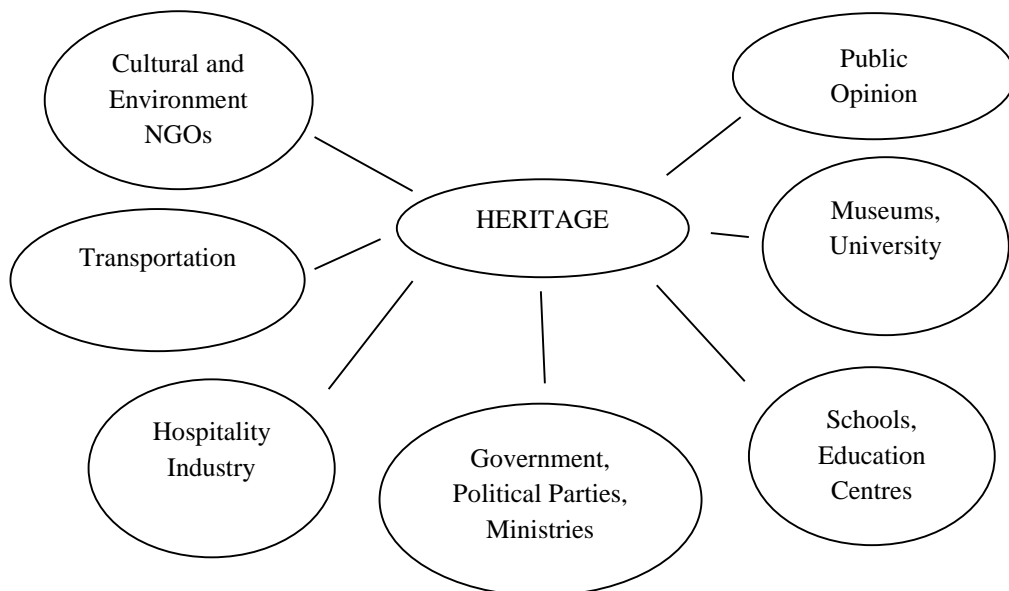 Cultural and
Environment
NGOs
Public
Opinion
HERITAGE
Museums,
University
Transportation
Hospitality
Industry
Government,
Political Parties,
Ministries
Schools,
Education
Centres